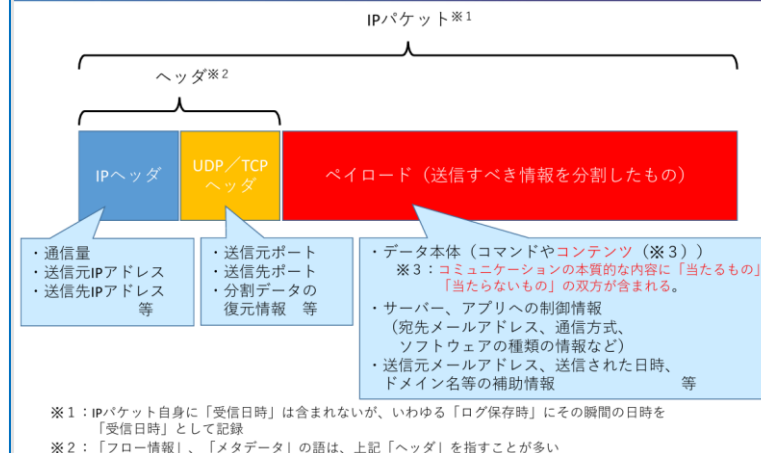 IPパケット※1
ヘッダ※2
IPヘッダ
UDP/TCP
ヘッダ
ペイロード(送信すべき情報を分割したもの)
・通信量
・送信元IPアドレス
・送信先IPアドレス
等
・送信元ポート
・送信先ポート
・分割データの
復元情報 等
・データ本体(コマンドやコンテンツ(※3))
※3:コミュニケーションの本質的な内容に「当たるもの」
「当たらないもの」の双方が含まれる。
・サーバー、アプリへの制御情報
(宛先メールアドレス、通信方式、
ソフトウェアの種類の情報など)
・送信元メールアドレス、送信された日時、
ドメイン名等の補助情報 等
※1:IPパケット自身に「受信日時」は含まれないが、いわゆる「ログ保存時」にその瞬間の日時を
「受信日時」として記録
※2:「フロー情報」、「メタデータ」の語は、上記「ヘッダ」を指すことが多い